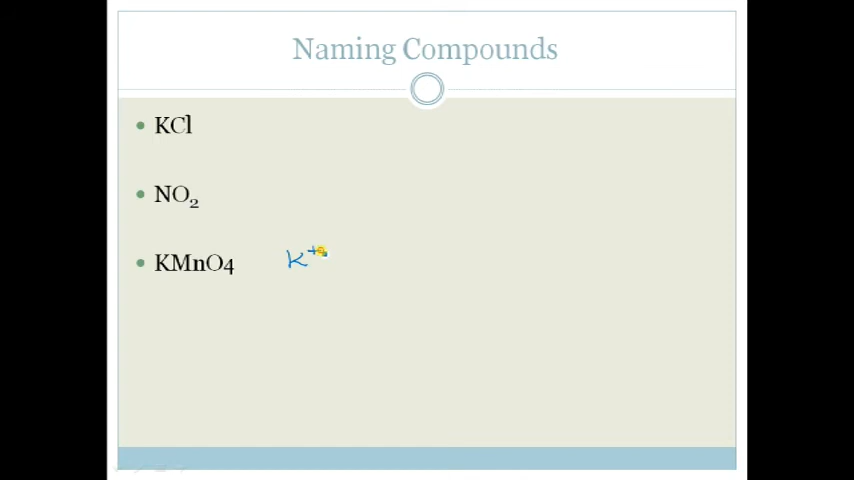 Naming Compounds
• KCl
• NO₂
• KMnO4 K⁺